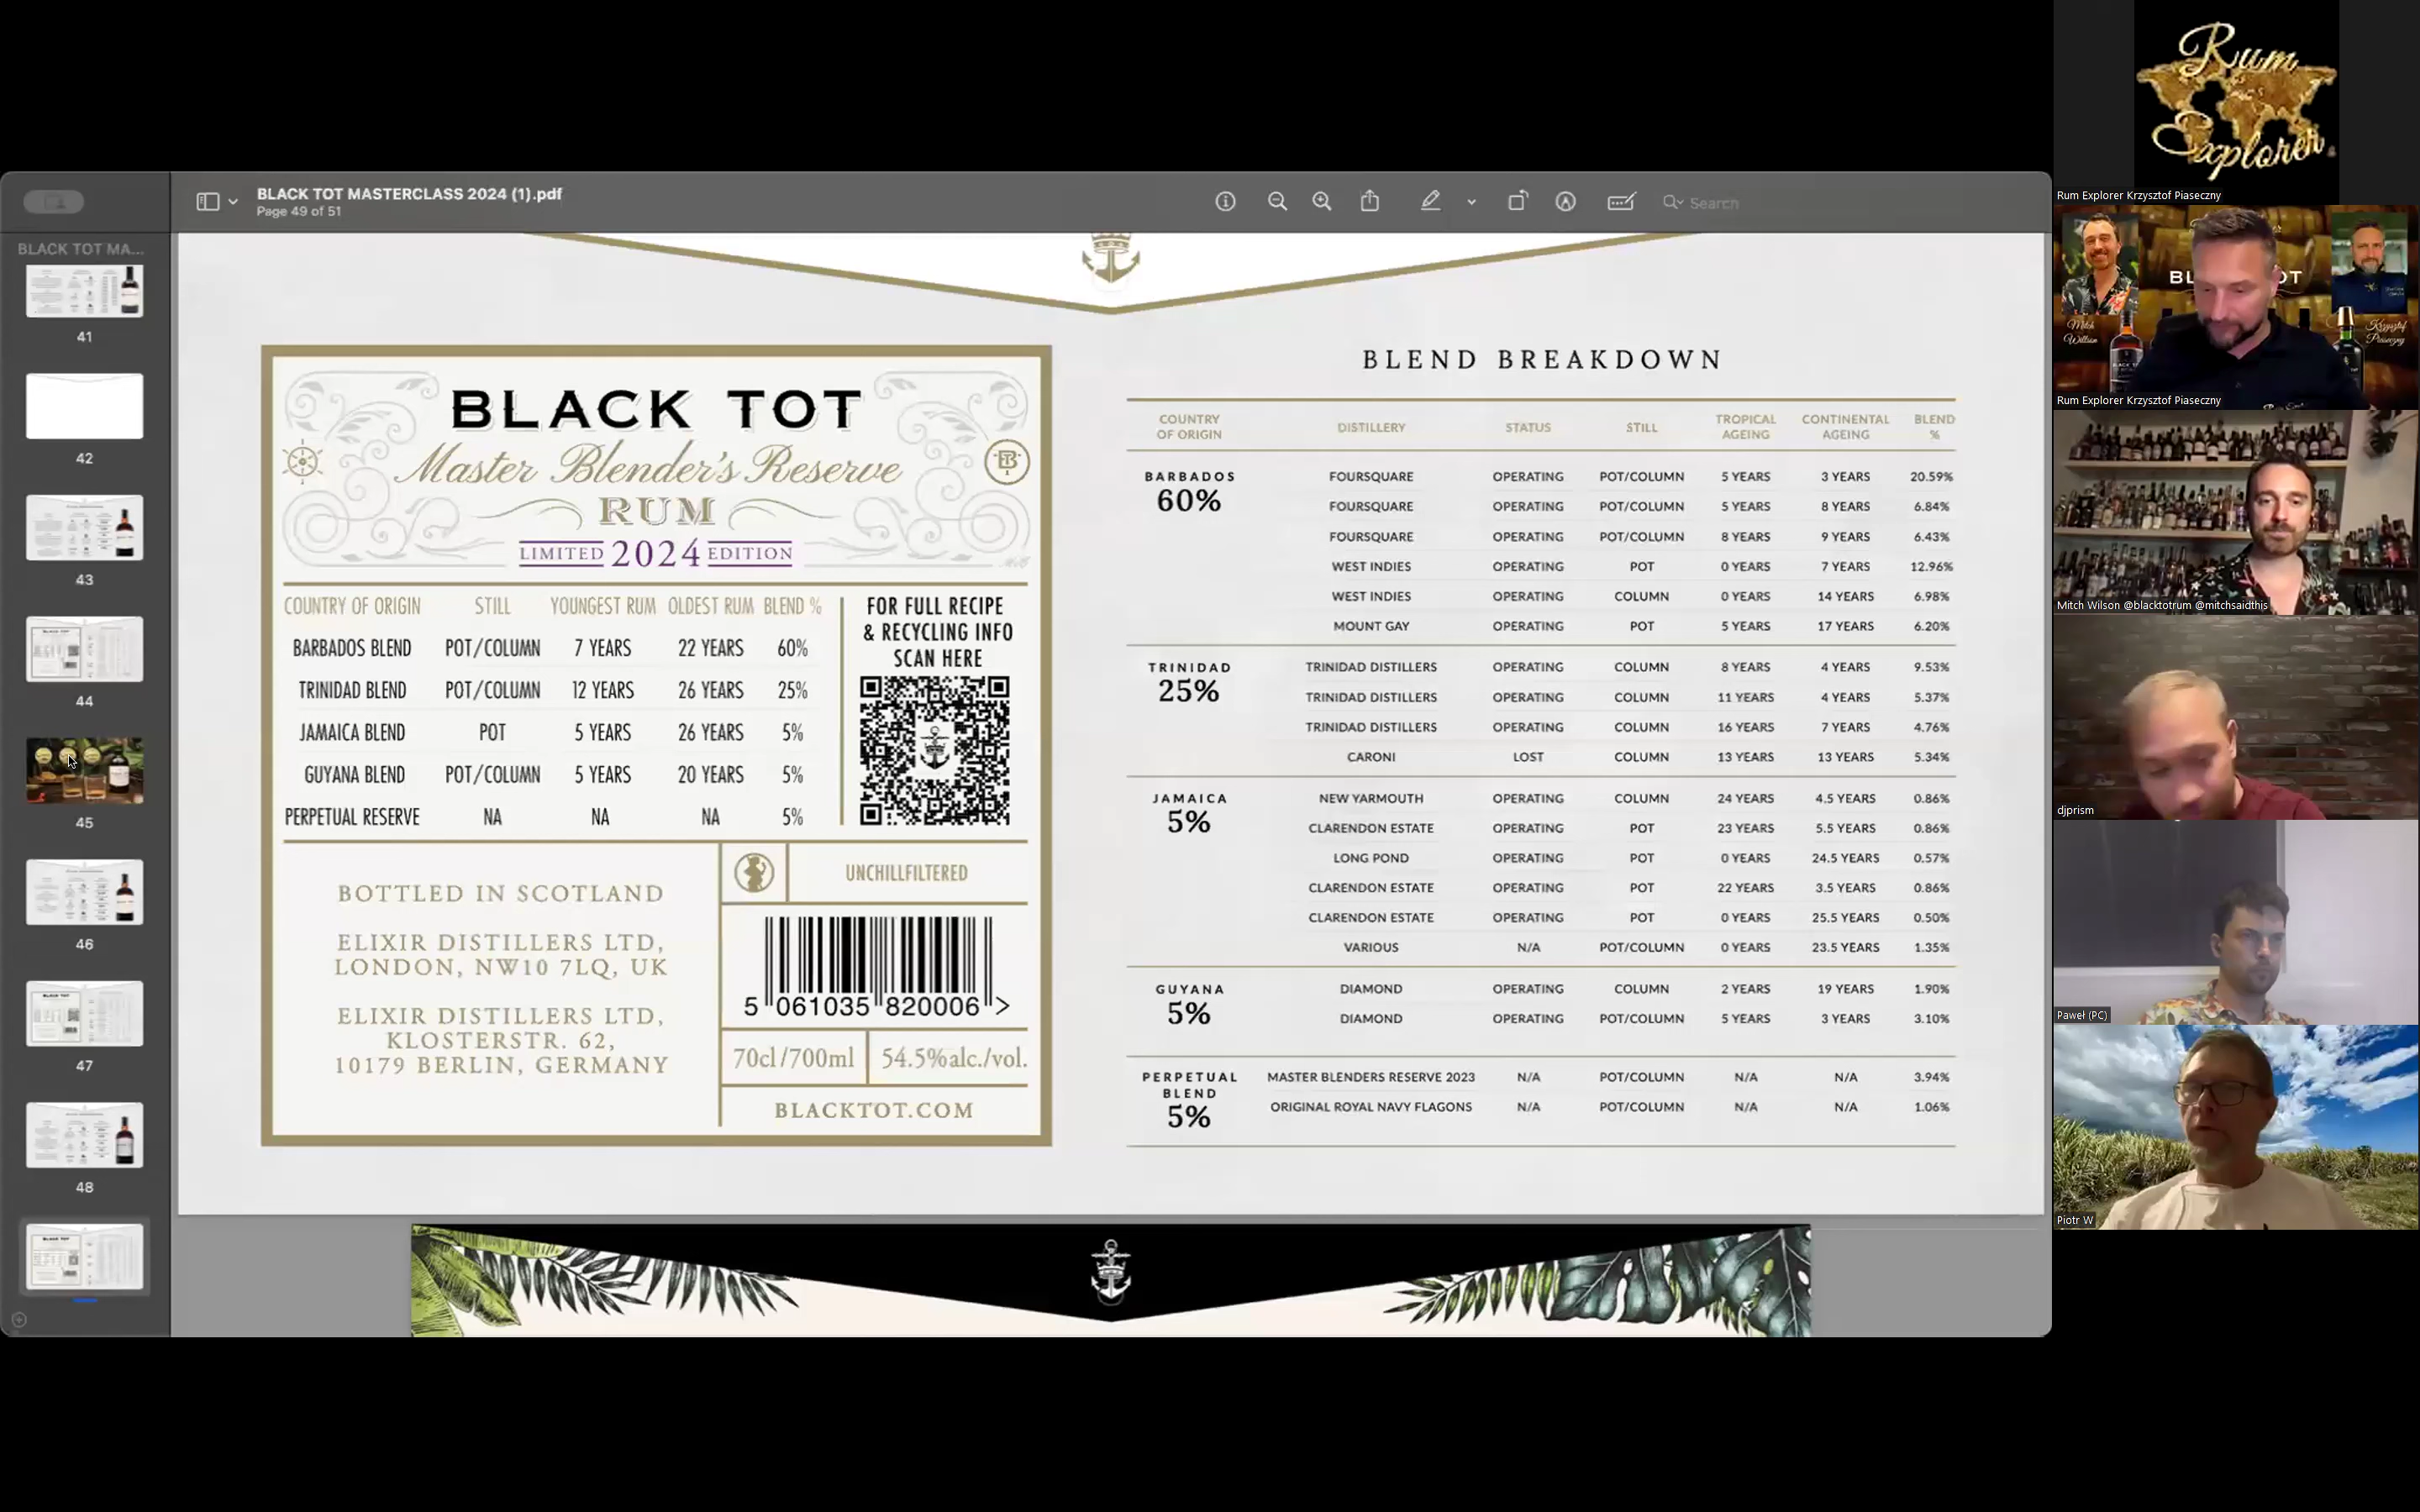 BLACK TOT MASTERCLASS 2024 (1).pdf
Page 49 of 51
Search
BLACK TOT MA...
41
42
43
44
45
46
47
48
BLACK TOT
Master Blender's Reserve
RUM
LIMITED 2024 EDITION
COUNTRY OF ORIGIN STILL YOUNGEST RUM OLDEST RUM BLEND %
BARBADOS BLEND POT/COLUMN 7 YEARS 22 YEARS 60%
TRINIDAD BLEND POT/COLUMN 12 YEARS 26 YEARS 25%
JAMAICA BLEND POT 5 YEARS 26 YEARS 5%
GUYANA BLEND POT/COLUMN 5 YEARS 20 YEARS 5%
PERPETUAL RESERVE NA NA NA 5%
FOR FULL RECIPE
& RECYCLING INFO
SCAN HERE
BOTTLED IN SCOTLAND
ELIXIR DISTILLERS LTD,
LONDON, NW10 7LQ, UK
ELIXIR DISTILLERS LTD,
KLOSTERSTR. 62,
10179 BERLIN, GERMANY
UNCHILLFILTERED
5 061035 820006 >
70cl/700ml 54.5%alc./vol.
BLACKTOT.COM
BLEND BREAKDOWN
COUNTRY OF ORIGIN DISTILLERY STATUS STILL TROPICAL AGEING CONTINENTAL AGEING BLEND %
BARBADOS
60%
FOURSQUARE OPERATING POT/COLUMN 5 YEARS 3 YEARS 20.59%
FOURSQUARE OPERATING POT/COLUMN 5 YEARS 8 YEARS 6.84%
FOURSQUARE OPERATING POT/COLUMN 8 YEARS 9 YEARS 6.43%
WEST INDIES OPERATING POT 0 YEARS 7 YEARS 12.96%
WEST INDIES OPERATING COLUMN 0 YEARS 14 YEARS 6.98%
MOUNT GAY OPERATING POT 5 YEARS 17 YEARS 6.20%
TRINIDAD
25%
TRINIDAD DISTILLERS OPERATING COLUMN 8 YEARS 4 YEARS 9.53%
TRINIDAD DISTILLERS OPERATING COLUMN 11 YEARS 4 YEARS 5.37%
TRINIDAD DISTILLERS OPERATING COLUMN 16 YEARS 7 YEARS 4.76%
CARONI LOST COLUMN 13 YEARS 13 YEARS 5.34%
JAMAICA
5%
NEW YARMOUTH OPERATING COLUMN 24 YEARS 4.5 YEARS 0.86%
CLARENDON ESTATE OPERATING POT 23 YEARS 5.5 YEARS 0.86%
LONG POND OPERATING POT 0 YEARS 24.5 YEARS 0.57%
CLARENDON ESTATE OPERATING POT 22 YEARS 3.5 YEARS 0.86%
CLARENDON ESTATE OPERATING POT 0 YEARS 25.5 YEARS 0.50%
VARIOUS N/A POT/COLUMN 0 YEARS 23.5 YEARS 1.35%
GUYANA
5%
DIAMOND OPERATING COLUMN 2 YEARS 19 YEARS 1.90%
DIAMOND OPERATING POT/COLUMN 5 YEARS 3 YEARS 3.10%
PERPETUAL
BLEND
5%
MASTER BLENDERS RESERVE 2023 N/A POT/COLUMN N/A N/A 3.94%
ORIGINAL ROYAL NAVY FLAGONS N/A POT/COLUMN N/A N/A 1.06%
Rum
Explorer
Rum Explorer Krzysztof Piaseczny
BL OT
Mitch
Wilson
Krzysztof
Piaseczny
Rum Explorer Krzysztof Piaseczny
Mitch Wilson @blacktotrum @mitchsaidthis
djprism
Paweł (PC)
Piotr W